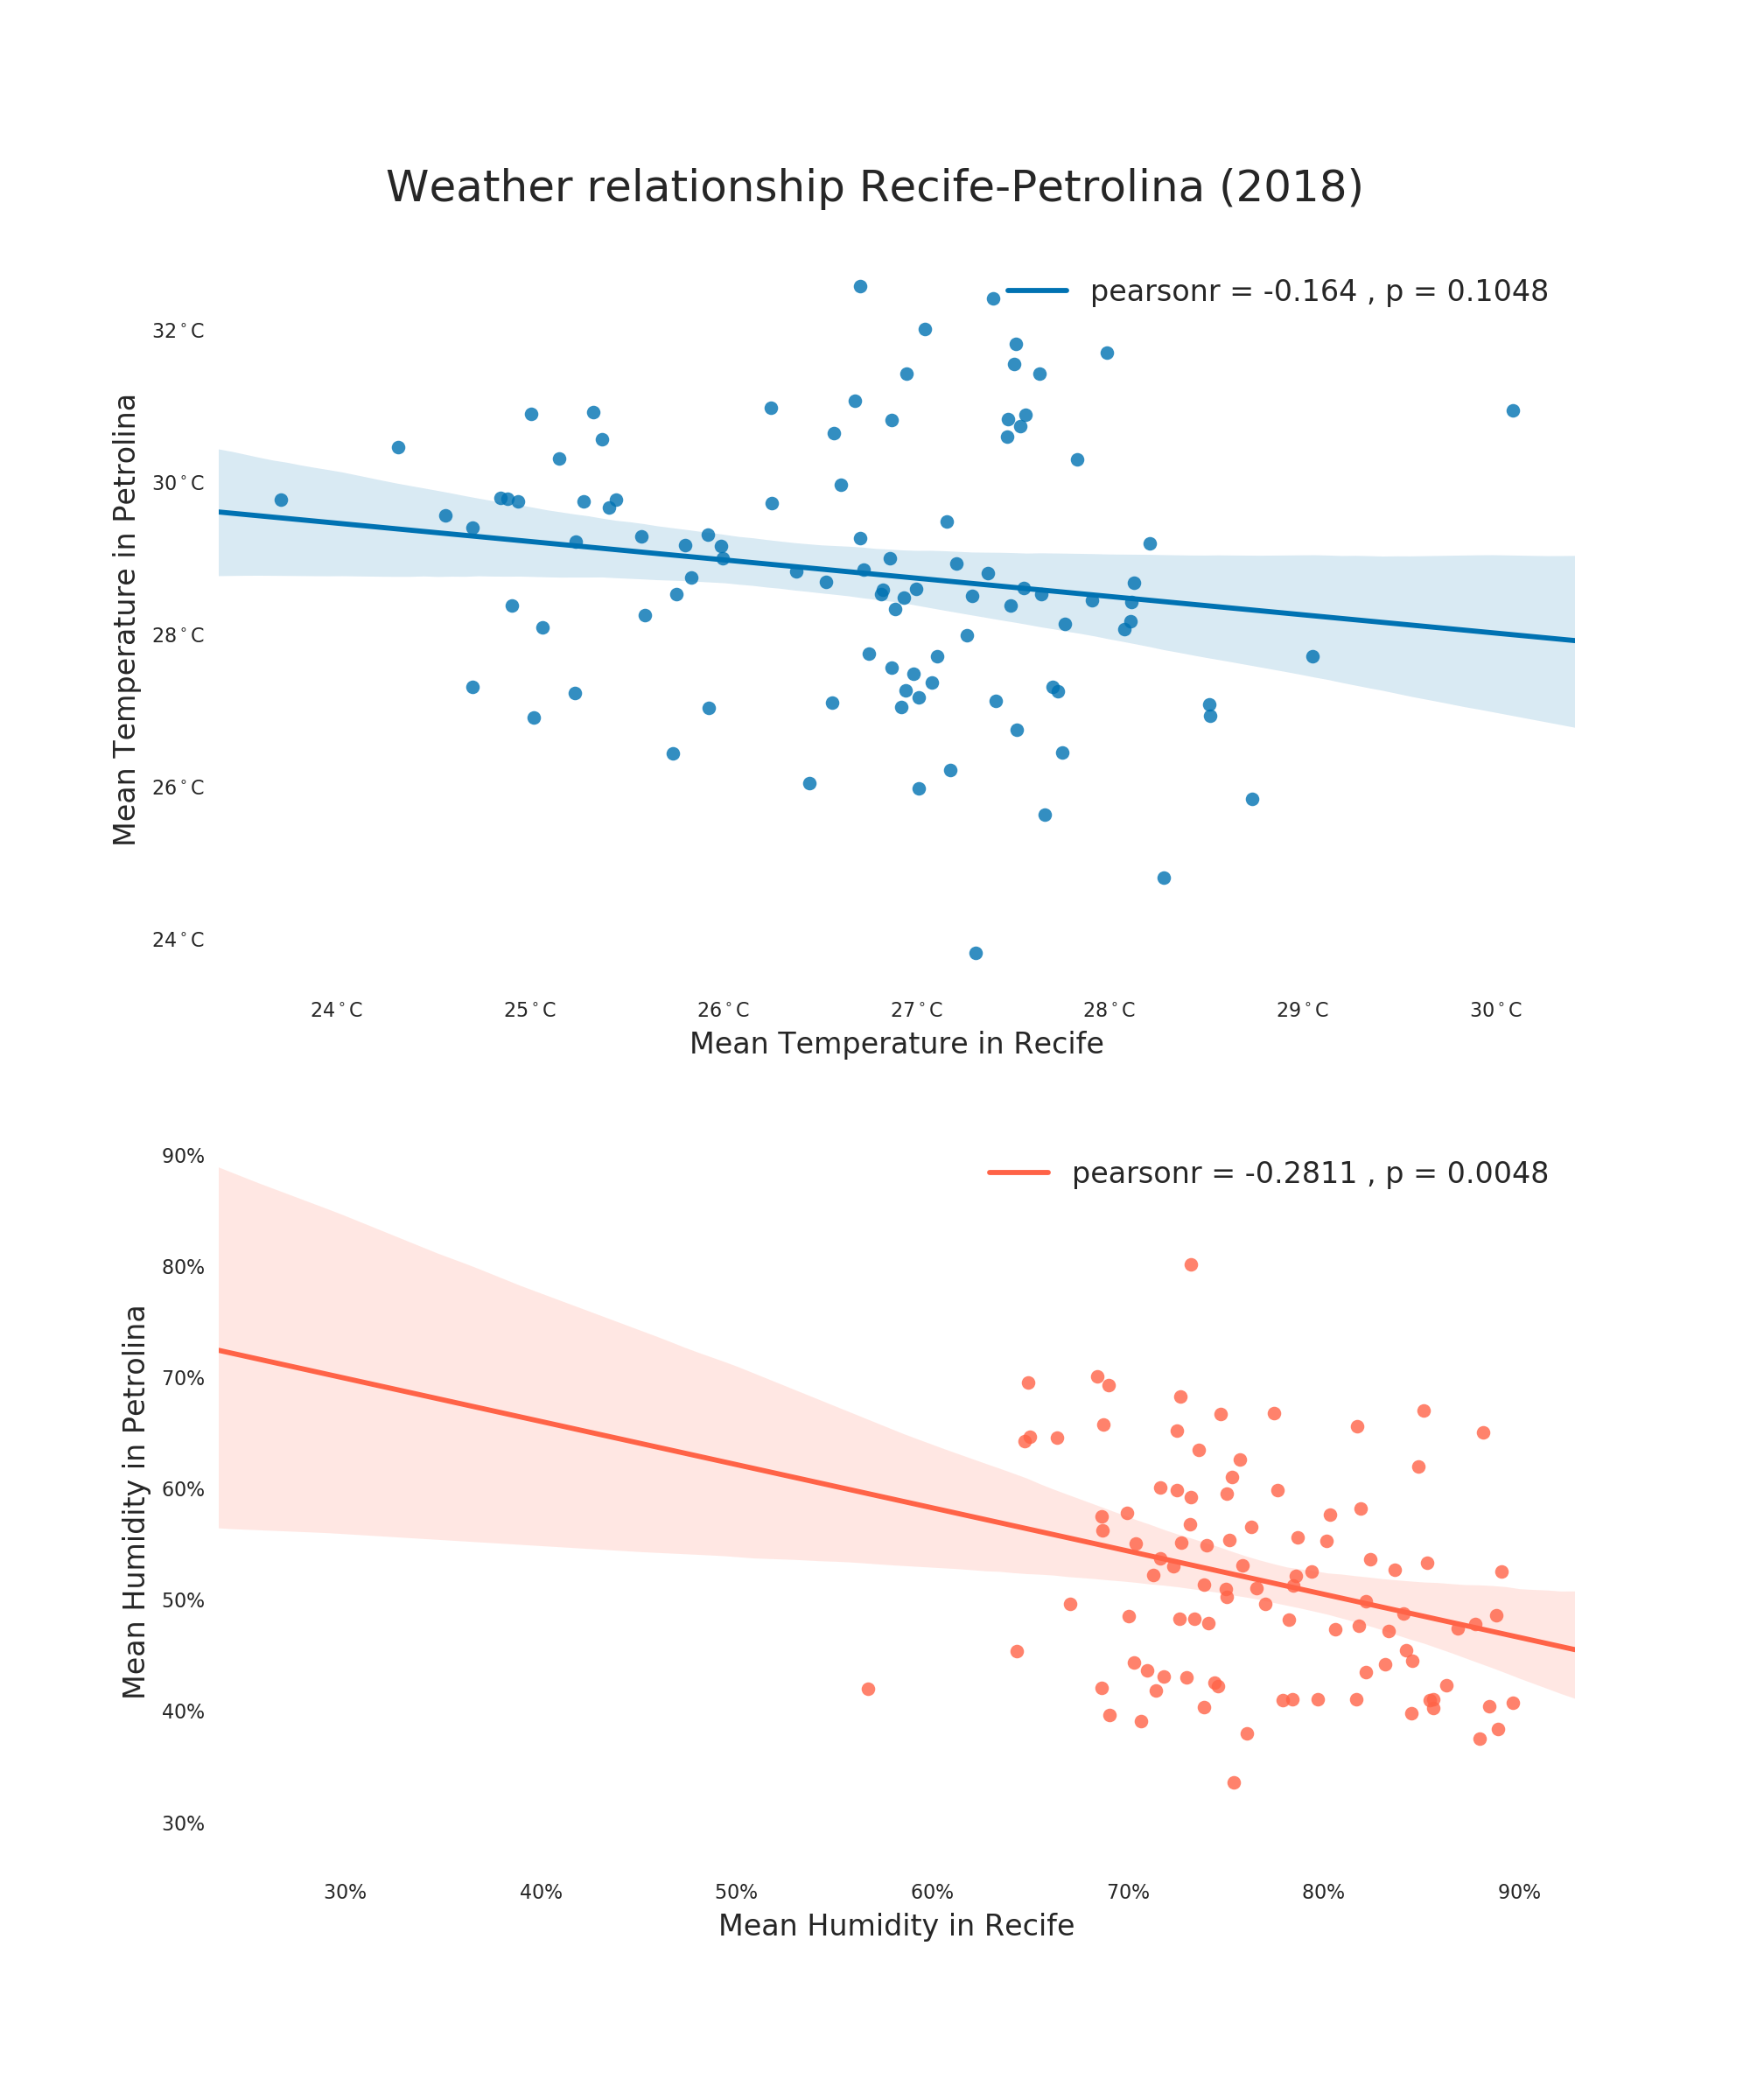 Weather relationship Recife-Petrolina (2018)
pearsonr = -0.164 , p = 0.1048
Mean Temperature in Petrolina
32°C
30°C
28°C
26°C
24°C
24°C 25°C 26°C 27°C 28°C 29°C 30°C
Mean Temperature in Recife
pearsonr = -0.2811 , p = 0.0048
Mean Humidity in Petrolina
90%
80%
70%
60%
50%
40%
30%
30% 40% 50% 60% 70% 80% 90%
Mean Humidity in Recife